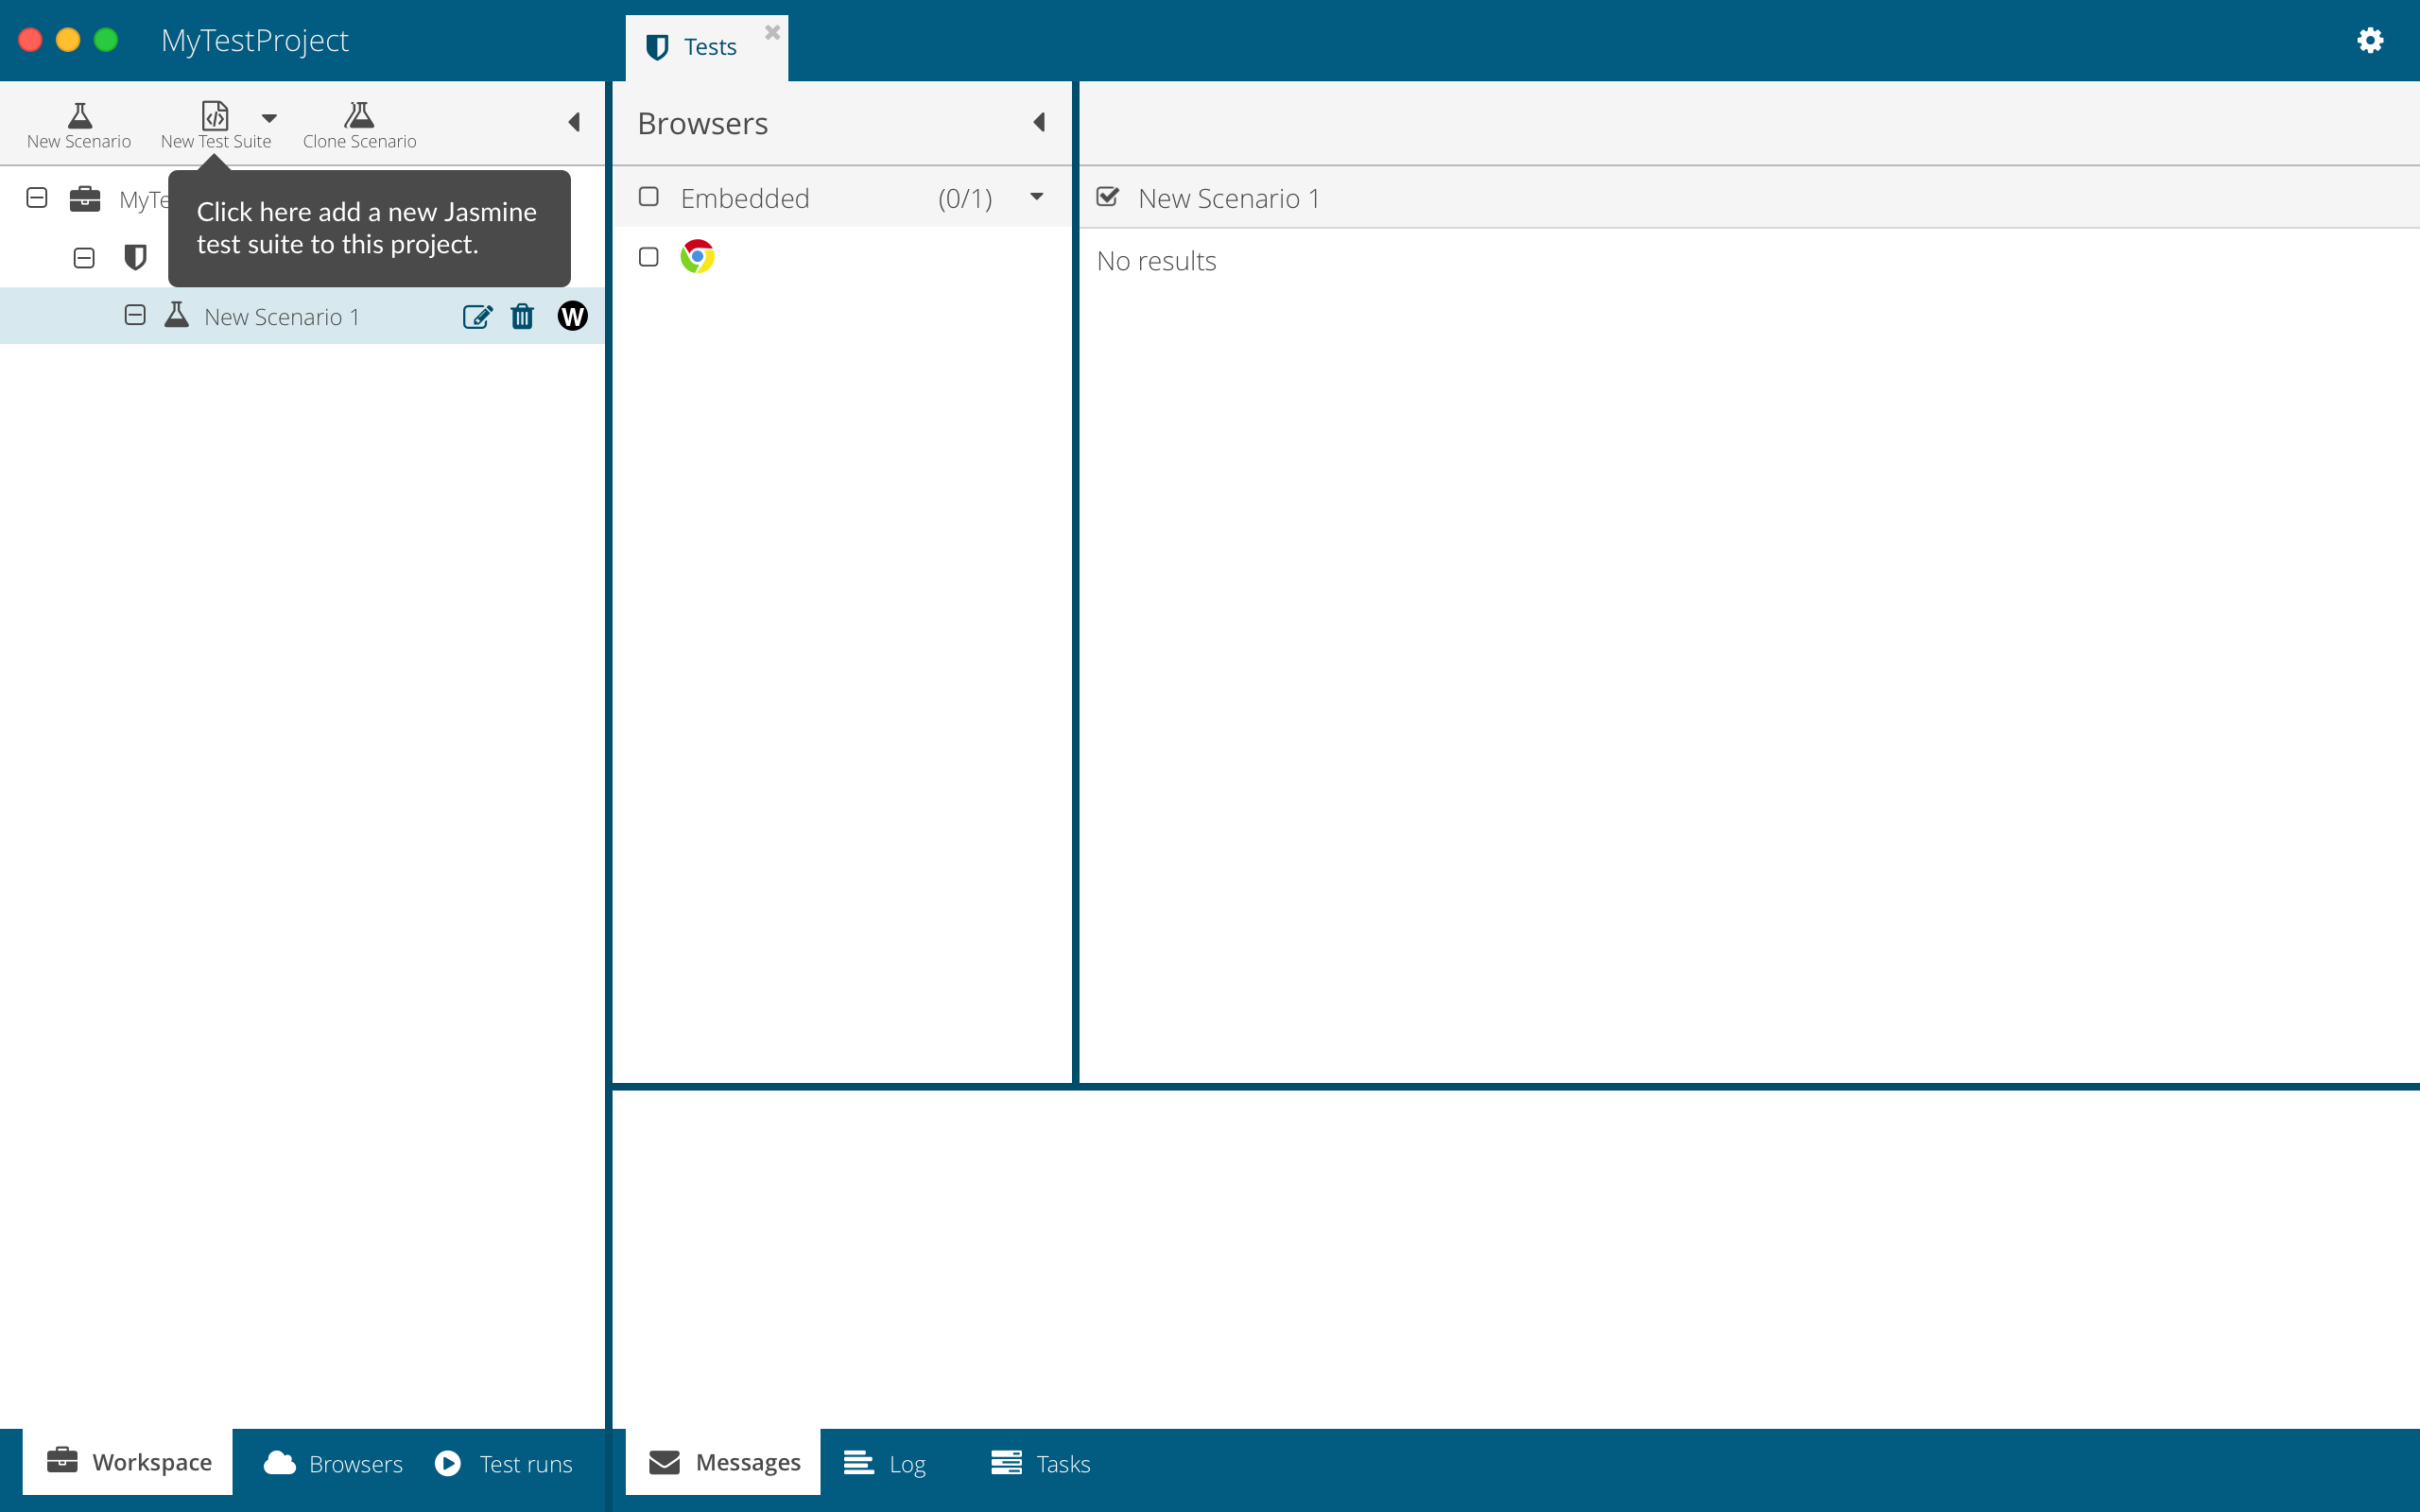 MyTestProject
Tests
New Scenario
New Test Suite
Clone Scenario
Browsers
MyTe
Click here add a new Jasmine
test suite to this project.
Embedded
(0/1)
New Scenario 1
No results
New Scenario 1
W
Workspace
Browsers
Test runs
Messages
Log
Tasks